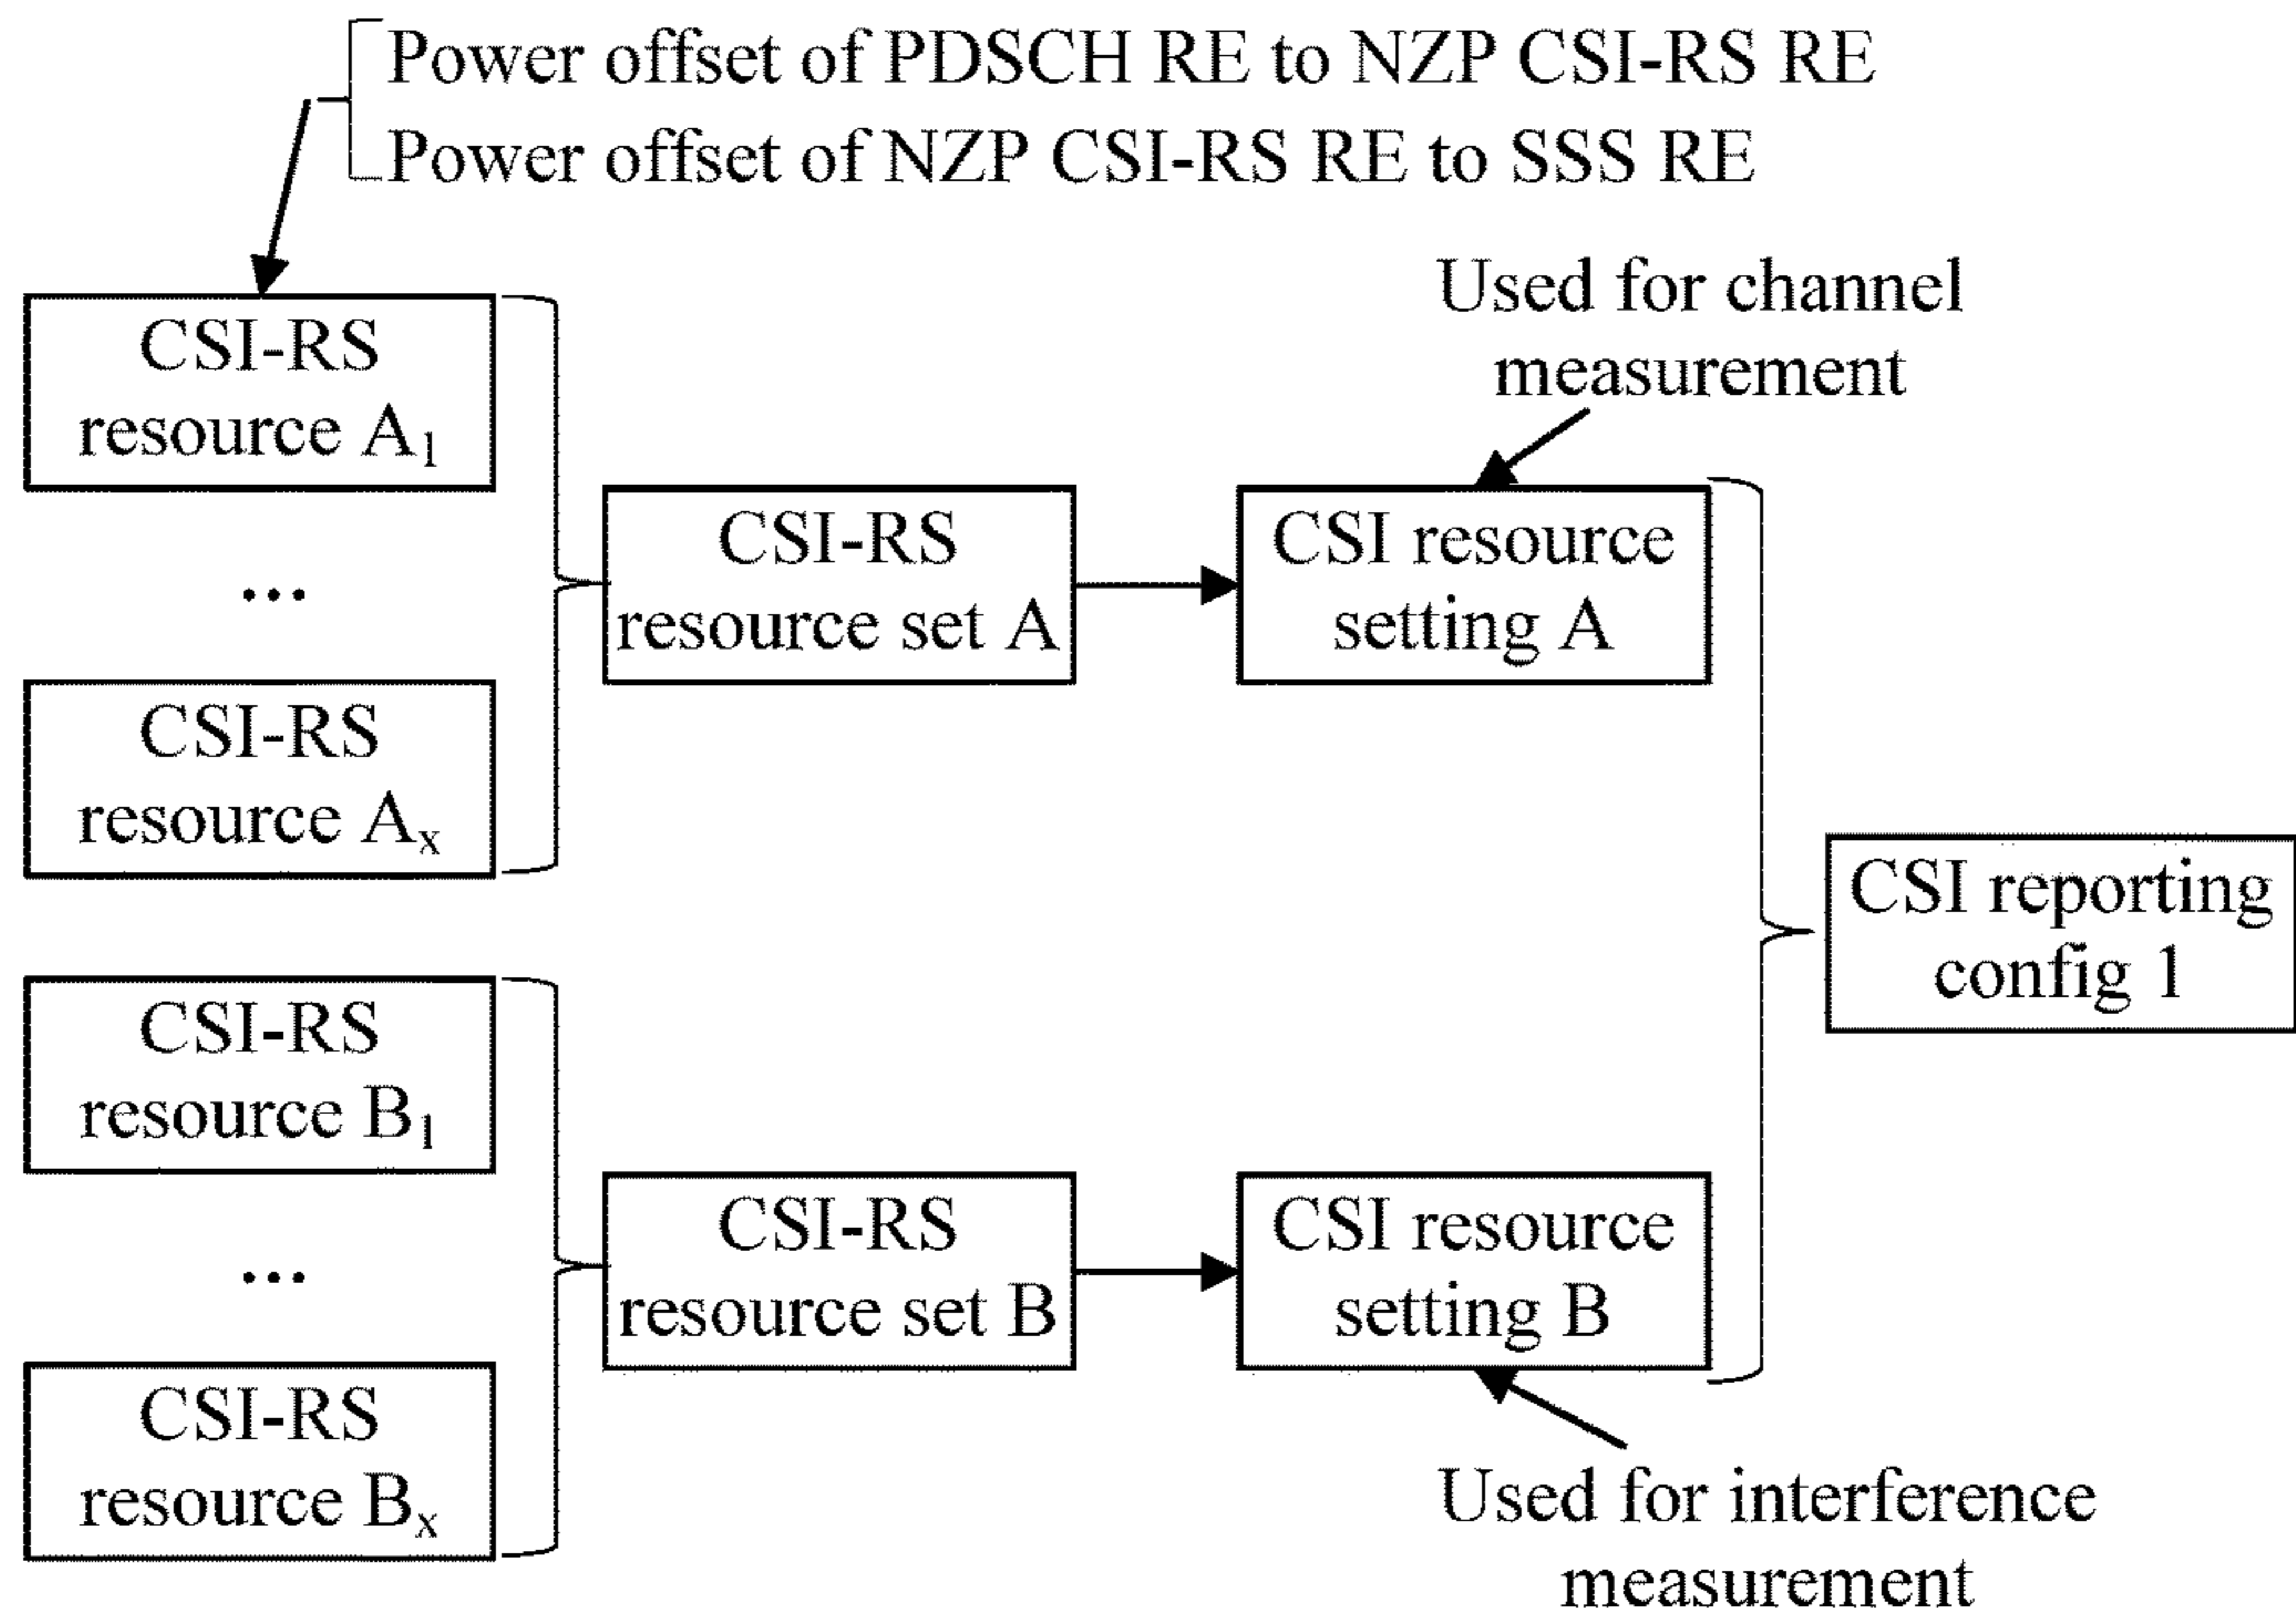 Power offset of PDSCH RE to NZP CSI-RS RE
Power offset of NZP CSI-RS RE to SSS RE
Used for channel
measurement
CSI-RS
resource A₁
...
CSI-RS
resource Aₓ
CSI-RS
resource set A
CSI resource
setting A
CSI reporting
config 1
CSI-RS
resource B₁
...
CSI-RS
resource Bₓ
CSI-RS
resource set B
CSI resource
setting B
Used for interference
measurement